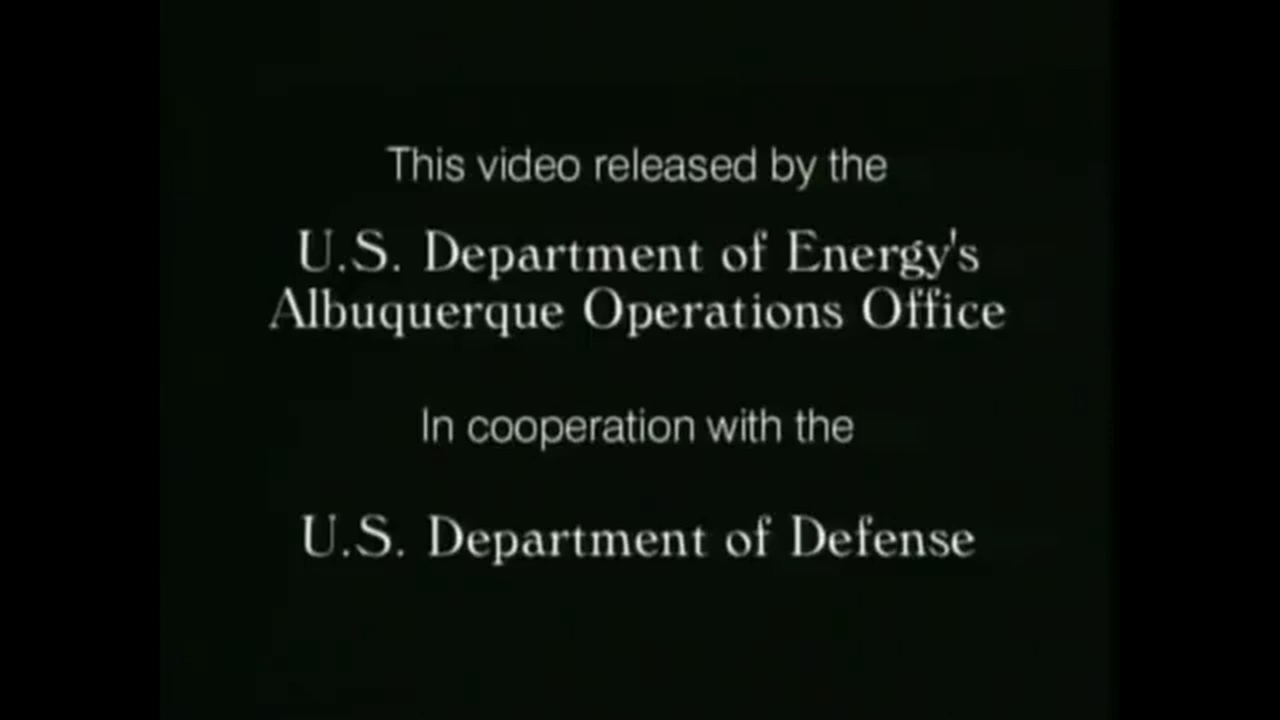 This video released by the
U.S. Department of Energy's
Albuquerque Operations Office
In cooperation with the
U.S. Department of Defense